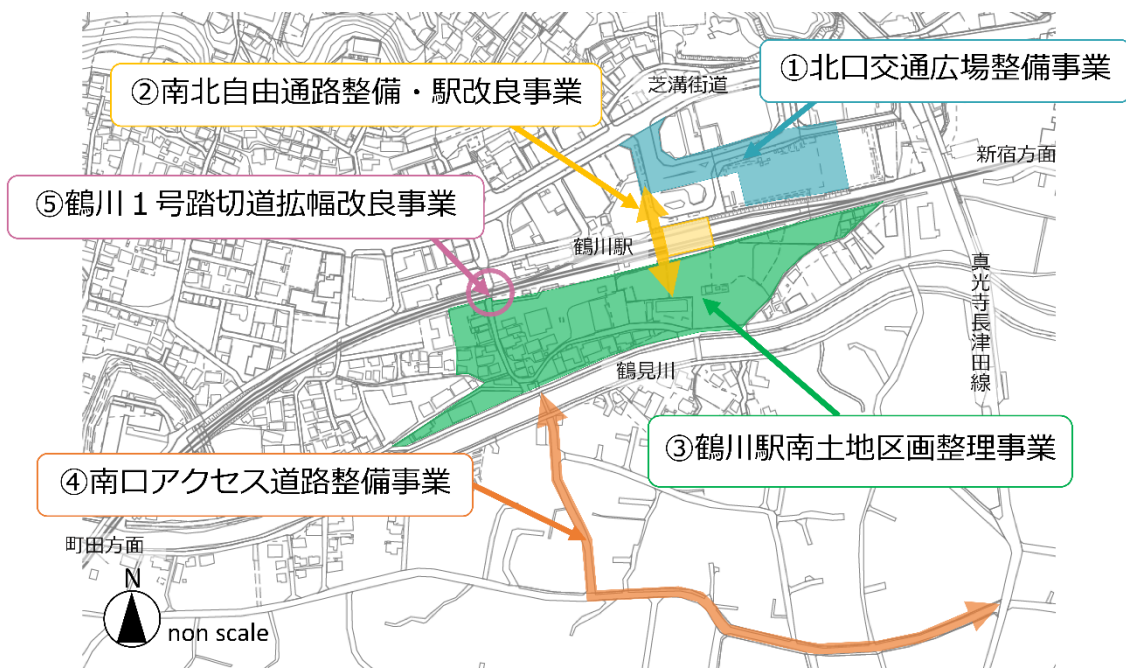 ①北口交通広場整備事業
②南北自由通路整備・駅改良事業
芝溝街道
新宿方面
⑤鶴川１号踏切道拡幅改良事業
鶴川駅
真光寺長津田線
鶴見川
③鶴川駅南土地区画整理事業
④南口アクセス道路整備事業
町田方面
N
non scale